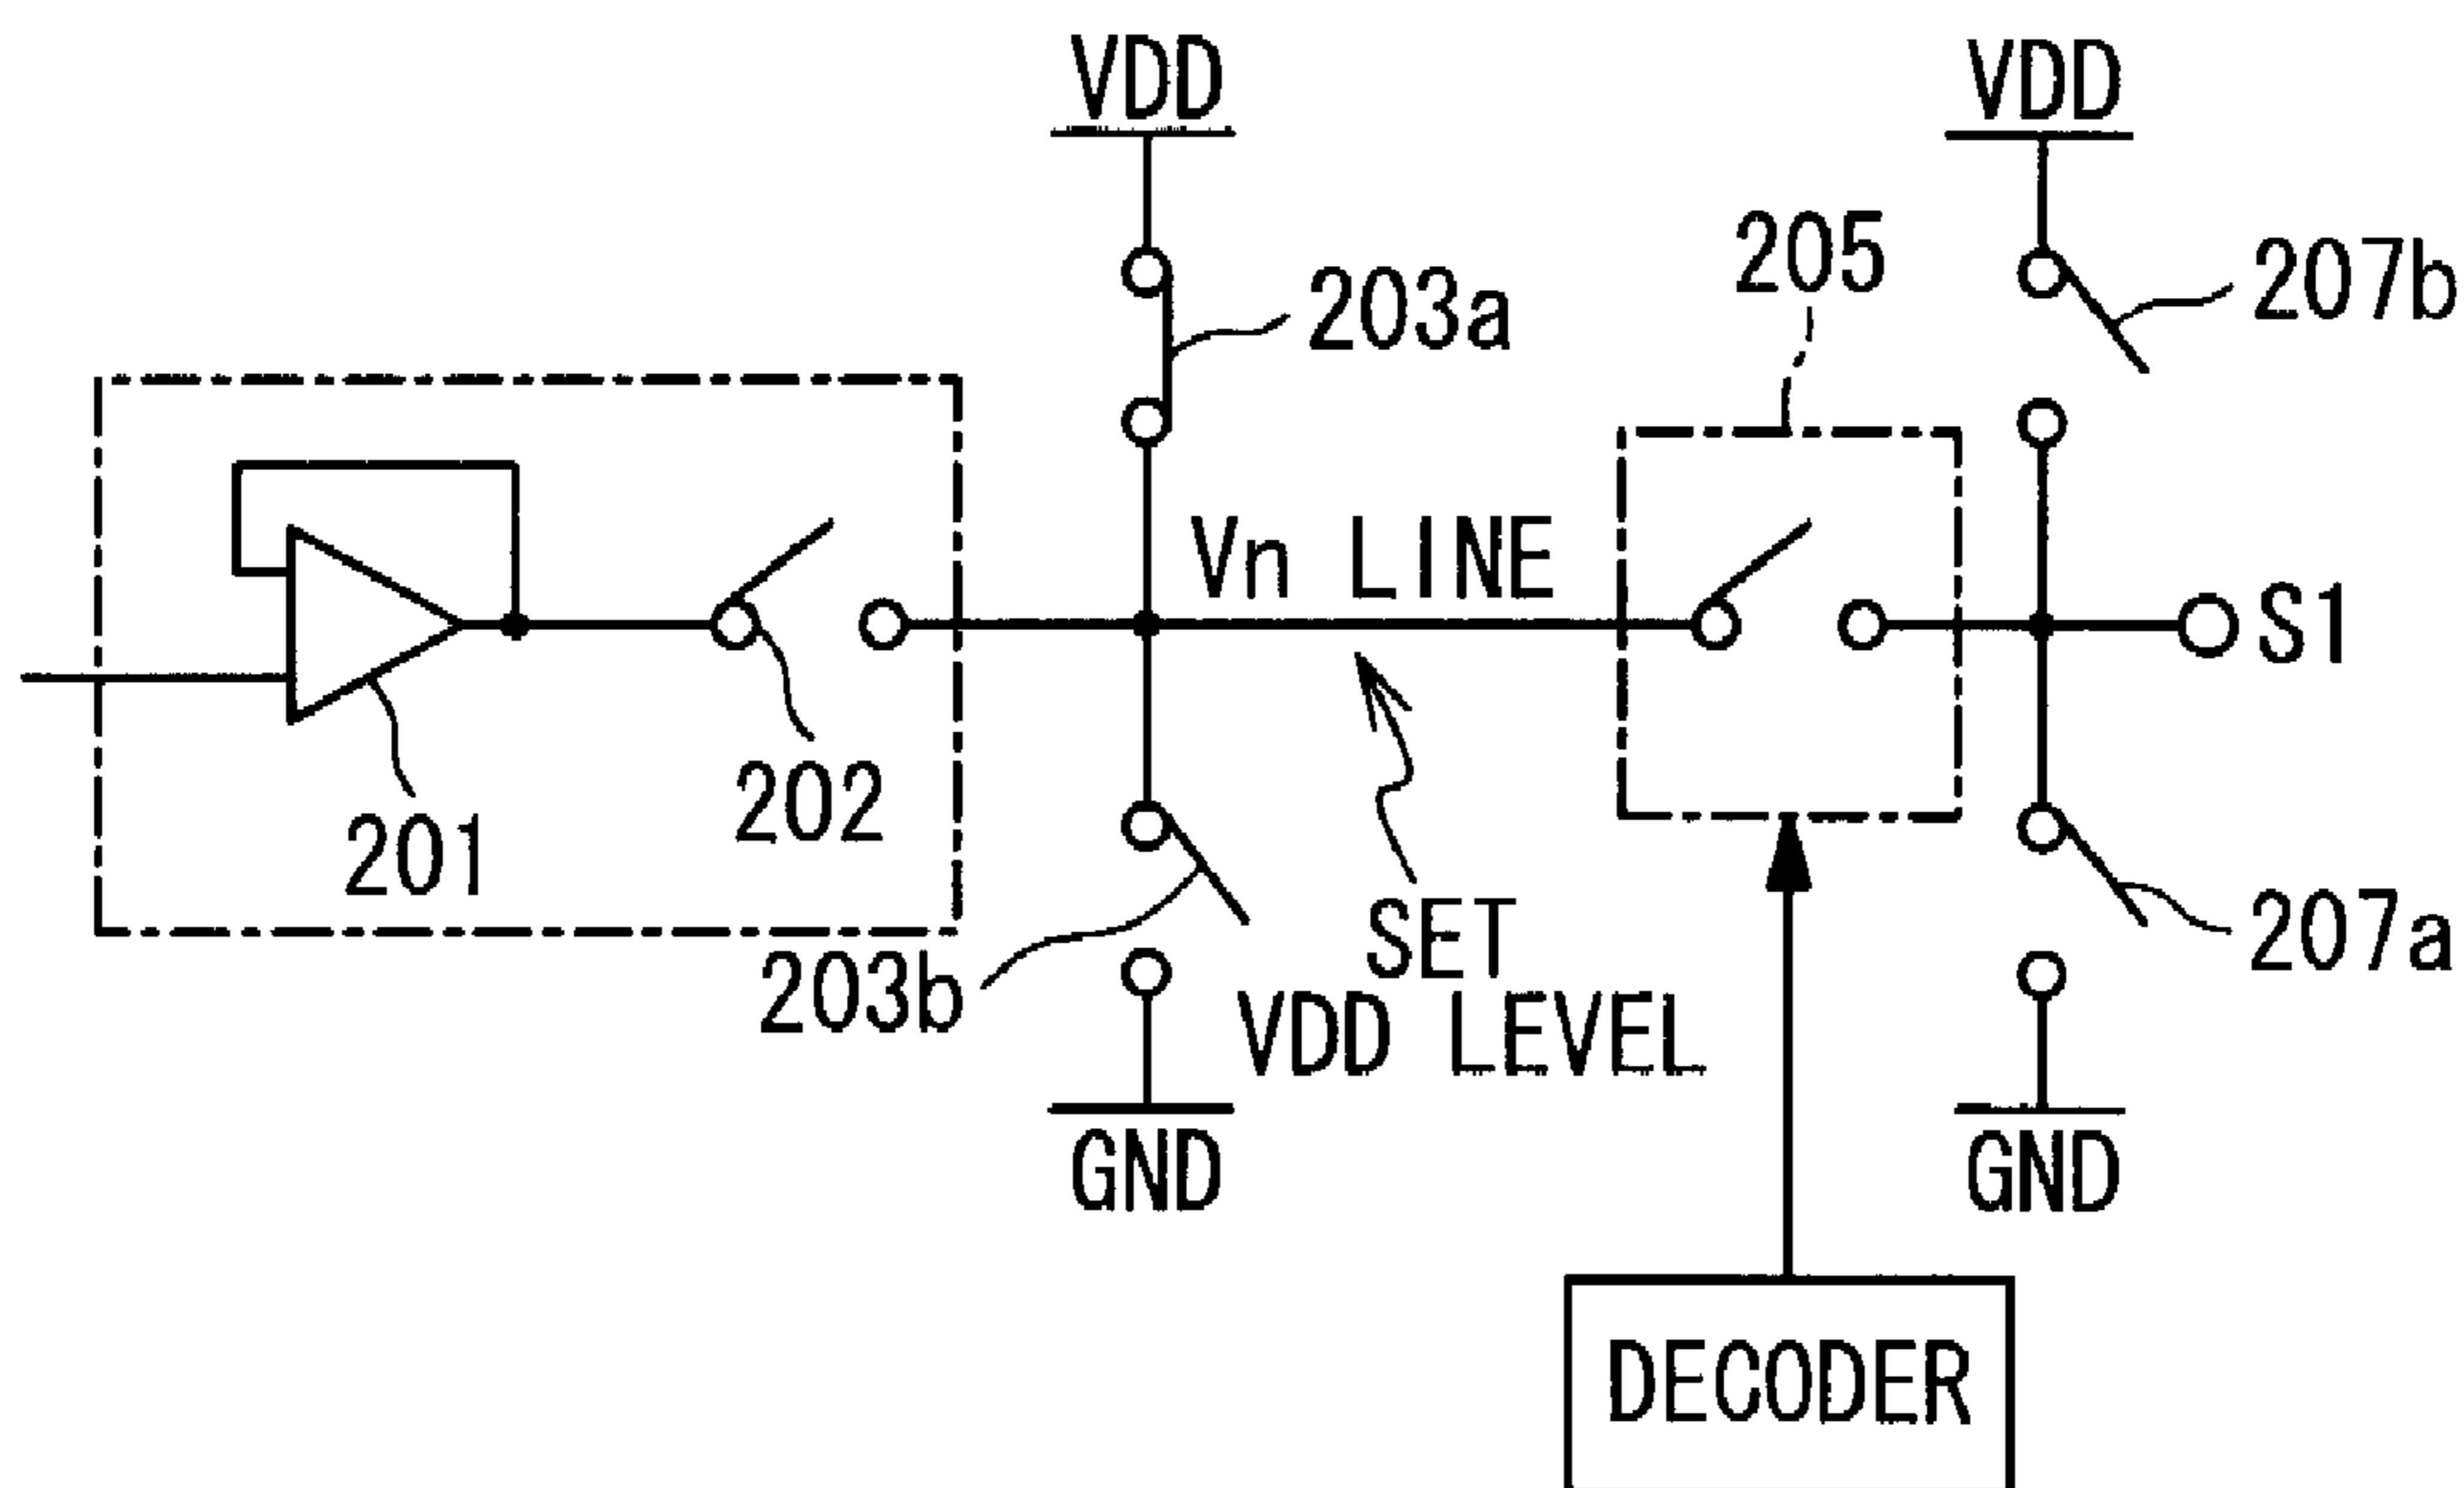 VDD
VDD
205
207b
203a
Vn LINE
S1
202
201
203b
SET
VDD LEVEL
207a
GND
GND
DECODER